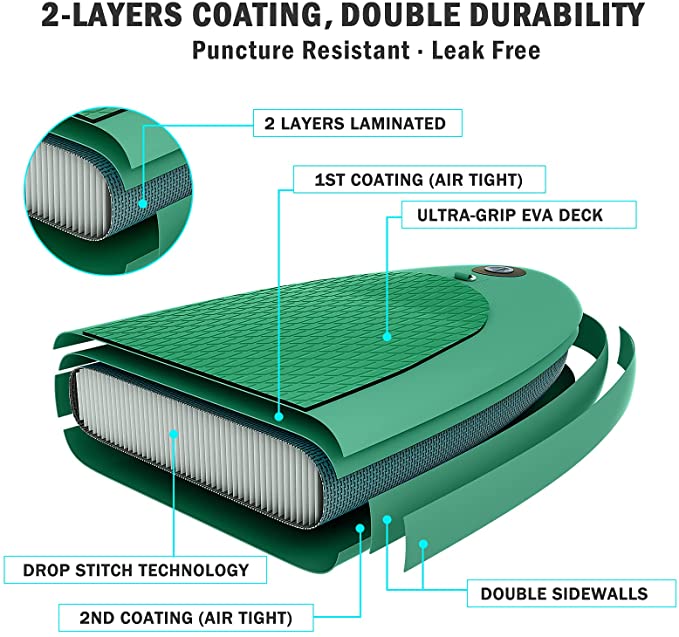 2-LAYERS COATING, DOUBLE DURABILITY
Puncture Resistant · Leak Free
2 LAYERS LAMINATED
1ST COATING (AIR TIGHT)
ULTRA-GRIP EVA DECK
DROP STITCH TECHNOLOGY
DOUBLE SIDEWALLS
2ND COATING (AIR TIGHT)